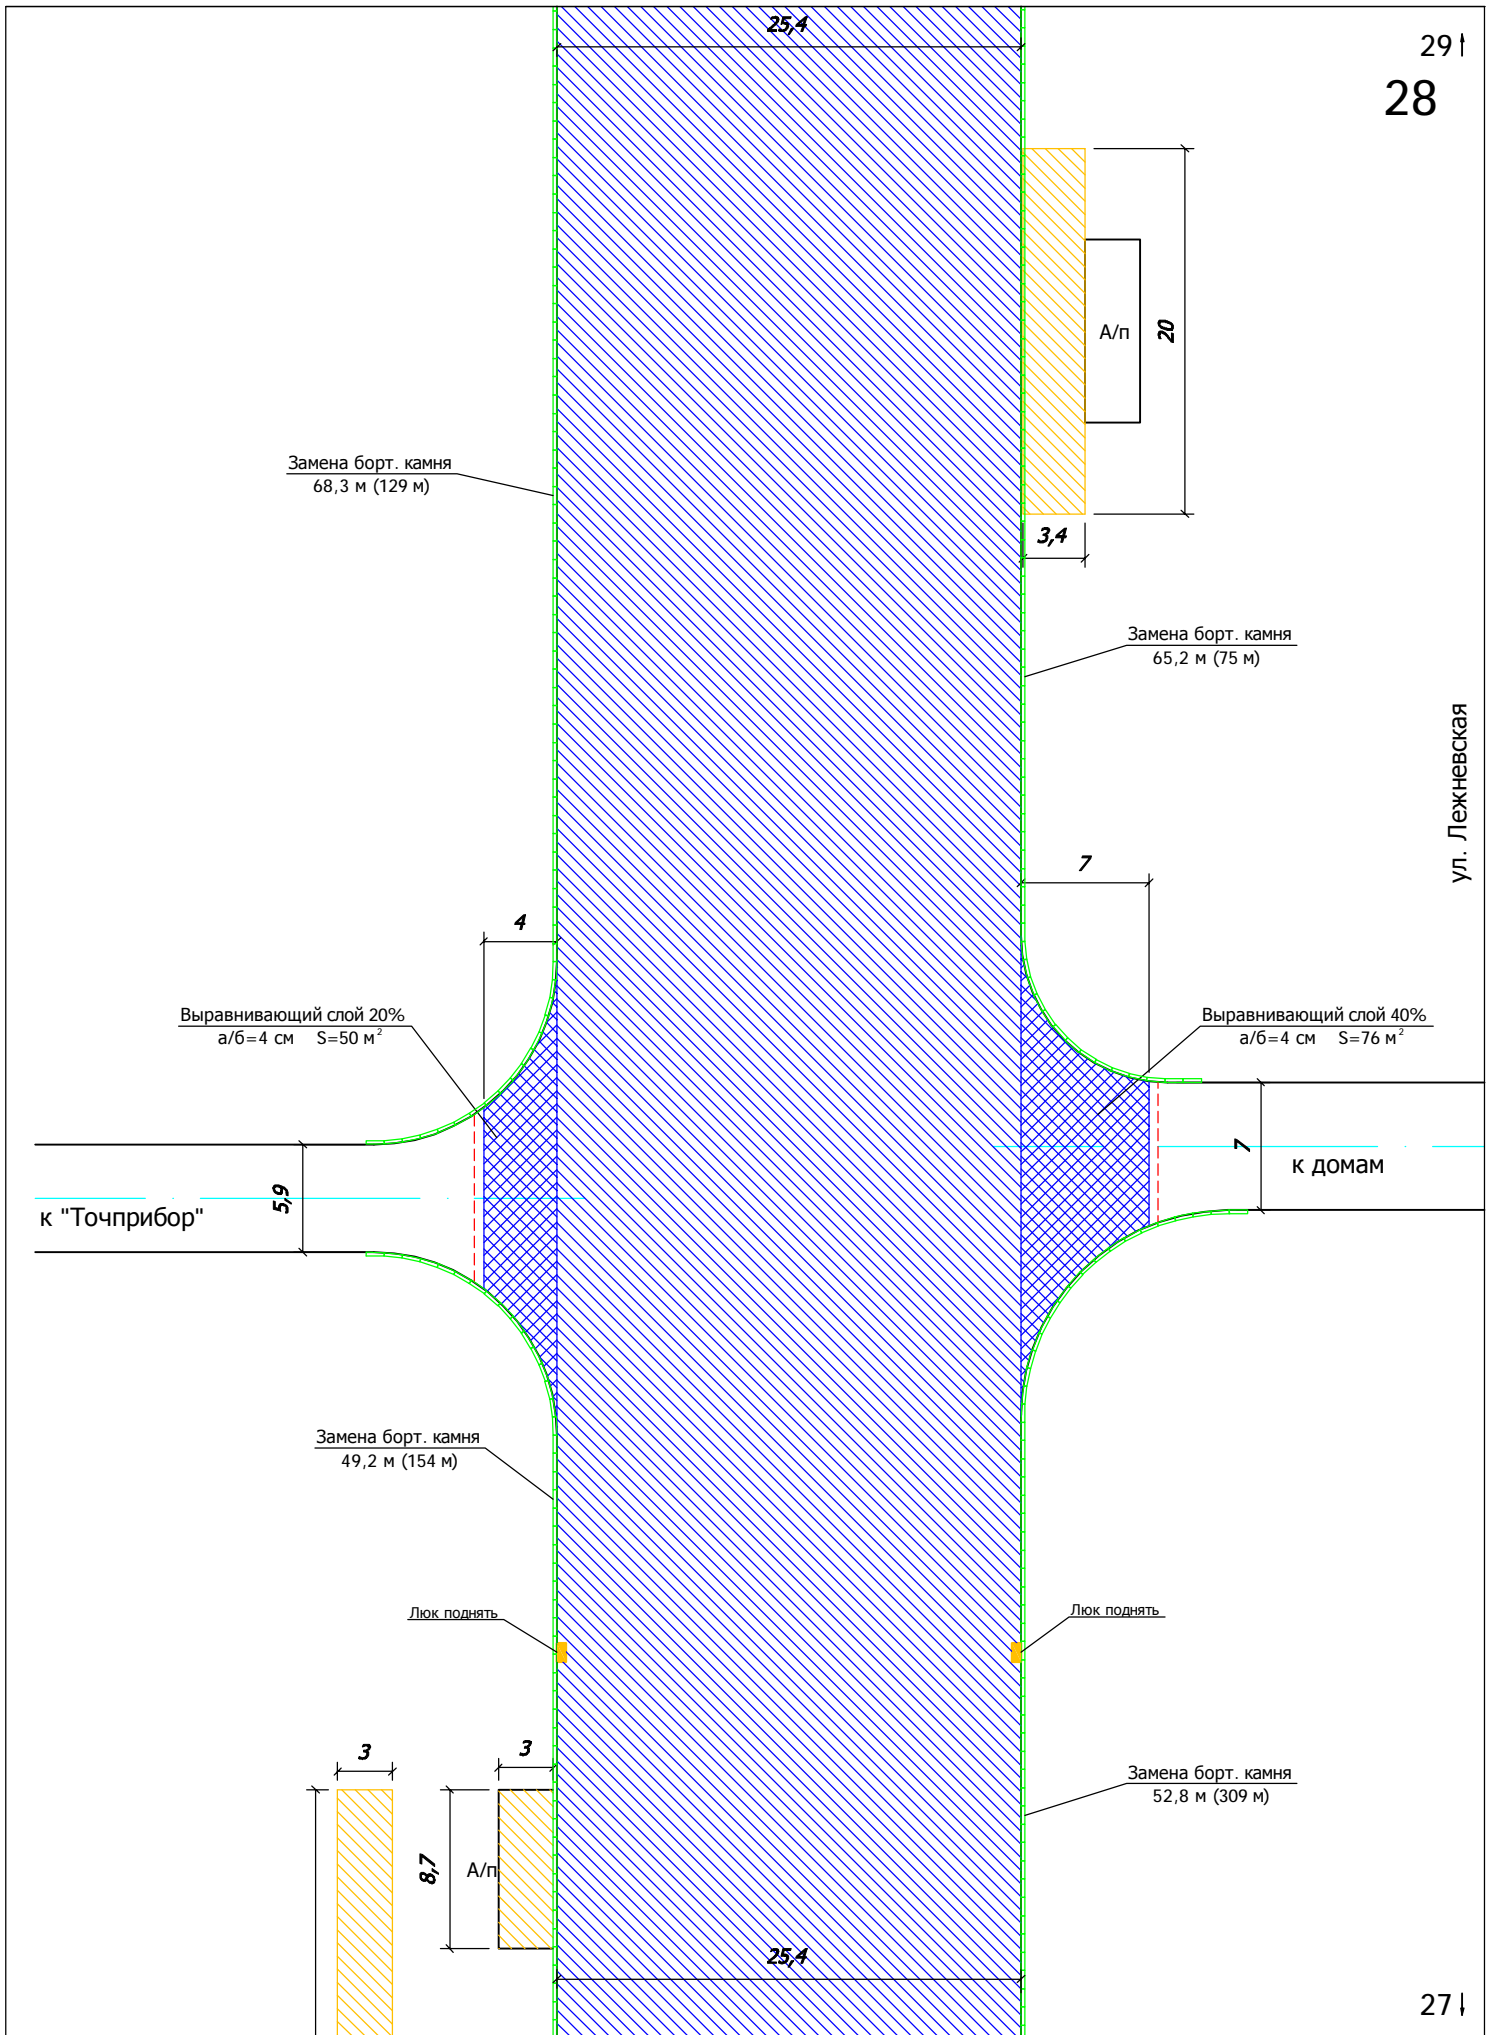 25,4
29
28
А/п
20
Замена борт. камня
68,3 м (129 м)
3,4
Замена борт. камня
65,2 м (75 м)
ул. Лежневская
7
4
Выравнивающий слой 20%
а/б=4 см S=50 м²
Выравнивающий слой 40%
а/б=4 см S=76 м²
7
к домам
5,9
к "Точприбор"
Замена борт. камня
49,2 м (154 м)
Люк поднять
Люк поднять
3
3
Замена борт. камня
52,8 м (309 м)
8,7
А/п
25,4
27